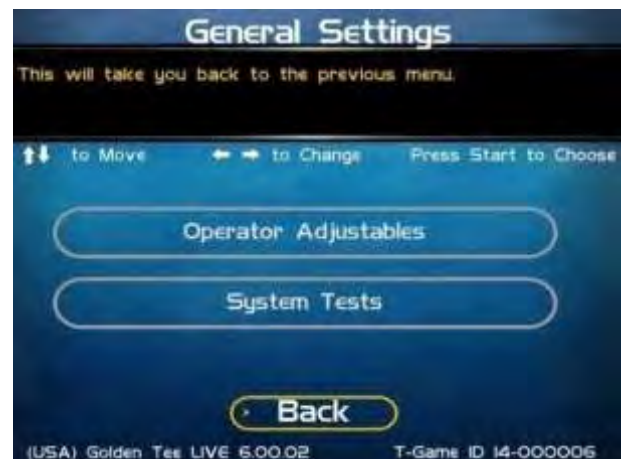 General Settings
This will take you back to the previous menu.
to Move to Change Press Start to Choose
Operator Adjustables
System Tests
Back
(USA) Golden Tee LIVE 6.00.02 T-Game ID 14-000006